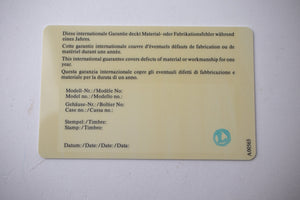 Diese internationale Garantie deckt Material- oder Fabrikationsfehler während
eines Jahres.
Cette garantie internationale couvre d'éventuels défauts de fabrication ou de
matériel durant une année.
This international guarantee covers defects of material or workmanship for one
year.
Questa garanzia internazionale copre gli eventuali difetti di fabbricazione e
materiale per la durata di un anno.
Modell-Nr. / Modèle No:
Model no.: / Modello no.:
Gehäuse-Nr. / Boîtier No:
Case no.: / Cassa no.:
Stempel: / Timbre:
Stamp: / Timbro:
Datum: / Date: / Date: / Data: